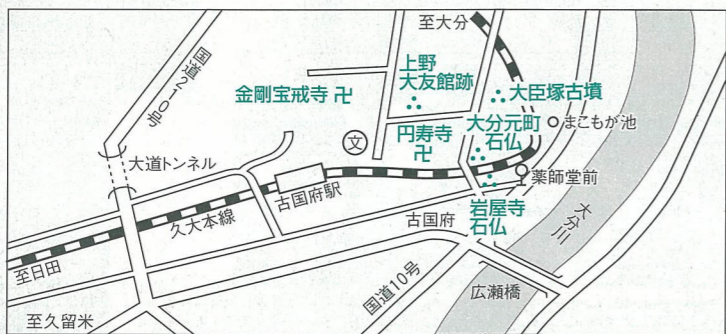 至大分
国道210号
上野
大友館跡
金剛宝戒寺 卍
大臣塚古墳
まこもが池
文
円寿寺
卍
大分元町
石仏
大道トンネル
薬師堂前
古国府駅
久大本線
古国府
岩屋寺
石仏
大分川
至日田
国道10号
広瀬橋
至久留米